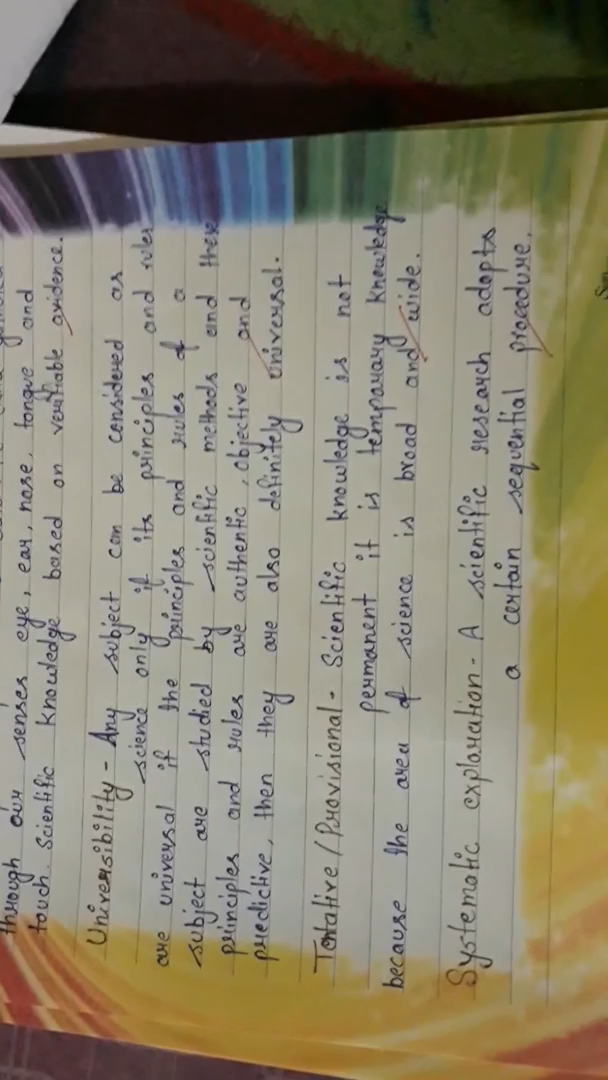 through our senses eye, ear, nose, tongue and
touch. Scientific knowledge based on verifiable evidence.
Universibility - Any subject can be considered as
science only if its principles and rules
are universal if the principles and rules of a
subject are studied by scientific methods and these
principles and rules are authentic, objective and
predictive, then they are also definitely universal.
Tentative / Provisional - Scientific knowledge is not
permanent it is temparary knowledge
because the area of science is broad and wide.
Systematic explanation - A scientific research adopts
a certain sequential procedure.